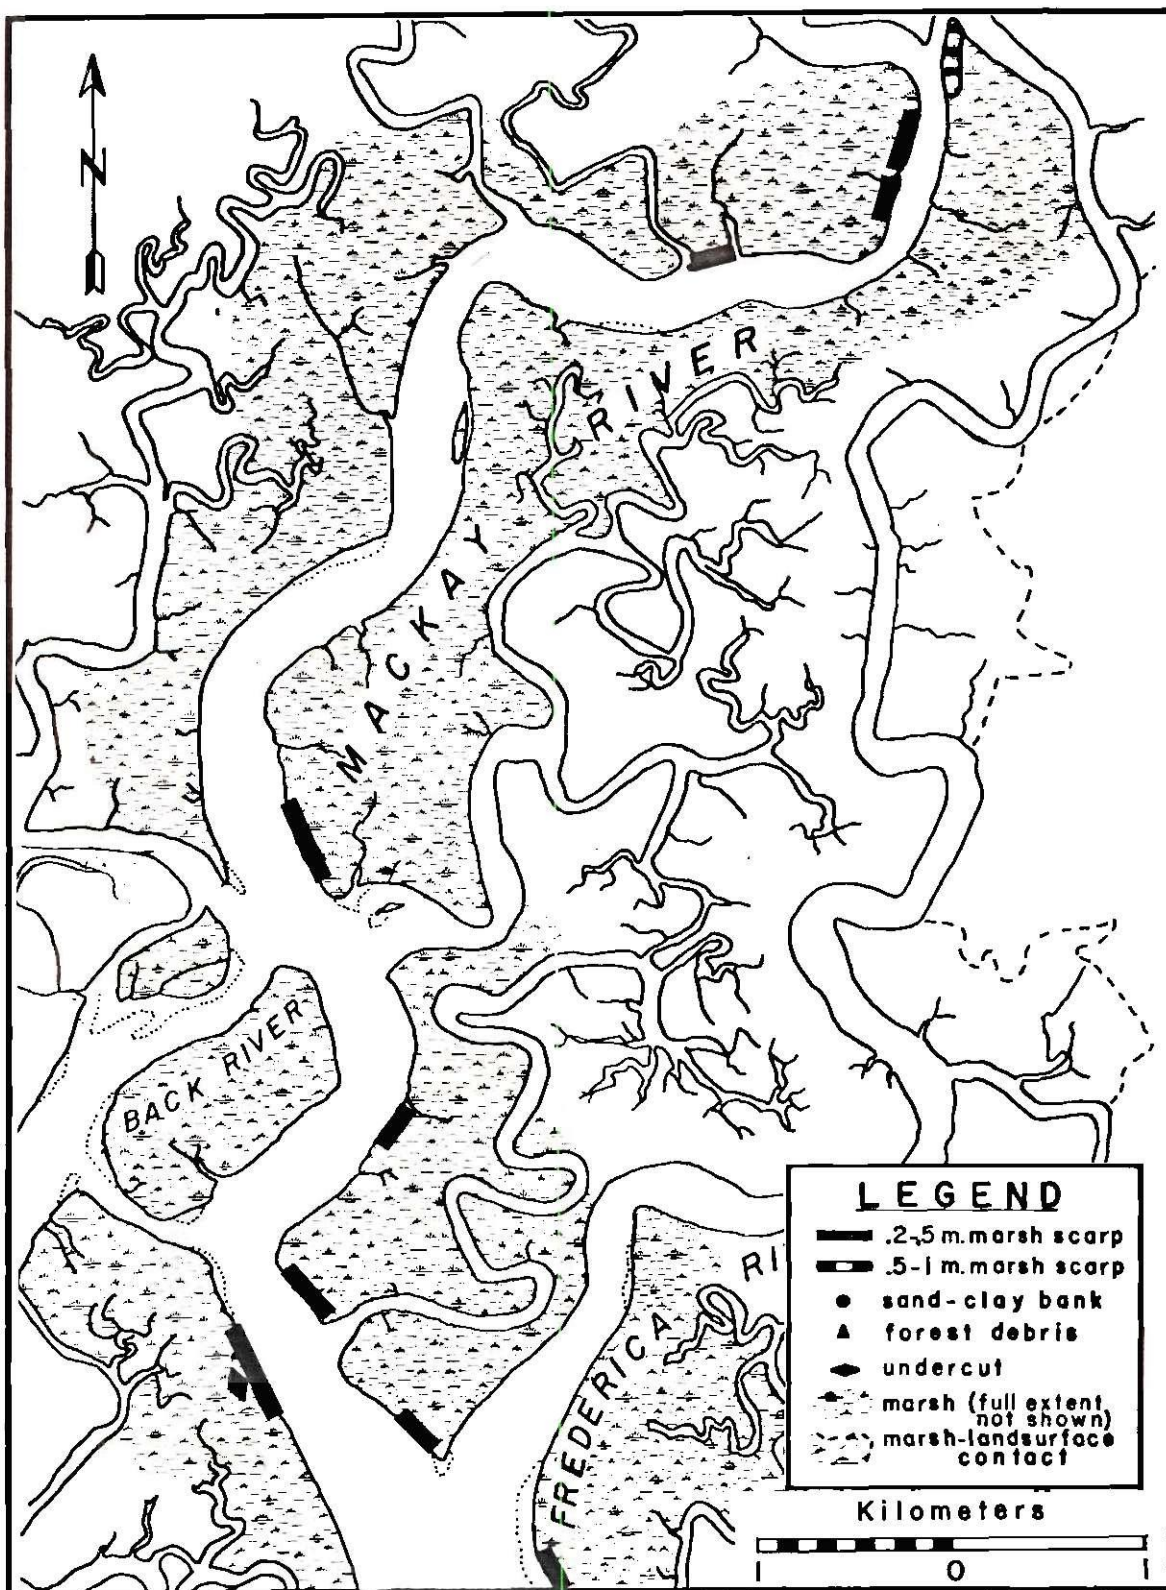 N
MACKAY RIVER
BACK RIVER
FREDERICA RI
LEGEND
.2-.5 m. marsh scarp
.5-1 m. marsh scarp
sand-clay bank
forest debris
undercut
marsh (full extent
not shown)
marsh-landsurface
contact
Kilometers
1 0 1